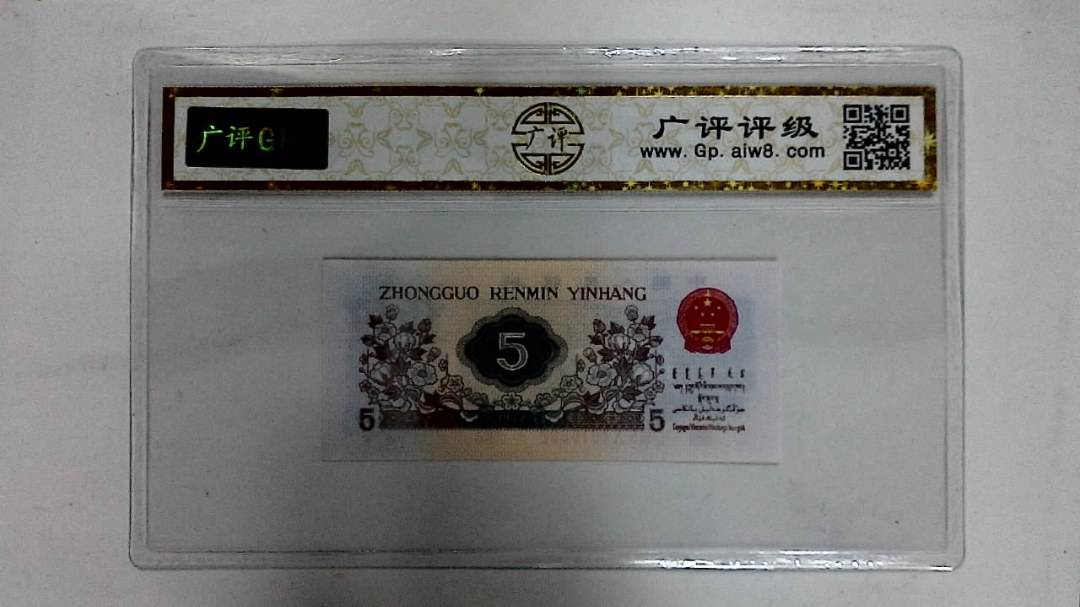 广评G
广评
广评评级
www.Gp.aiw8.com
ZHONGGUO RENMIN YINHANG
5
5
5